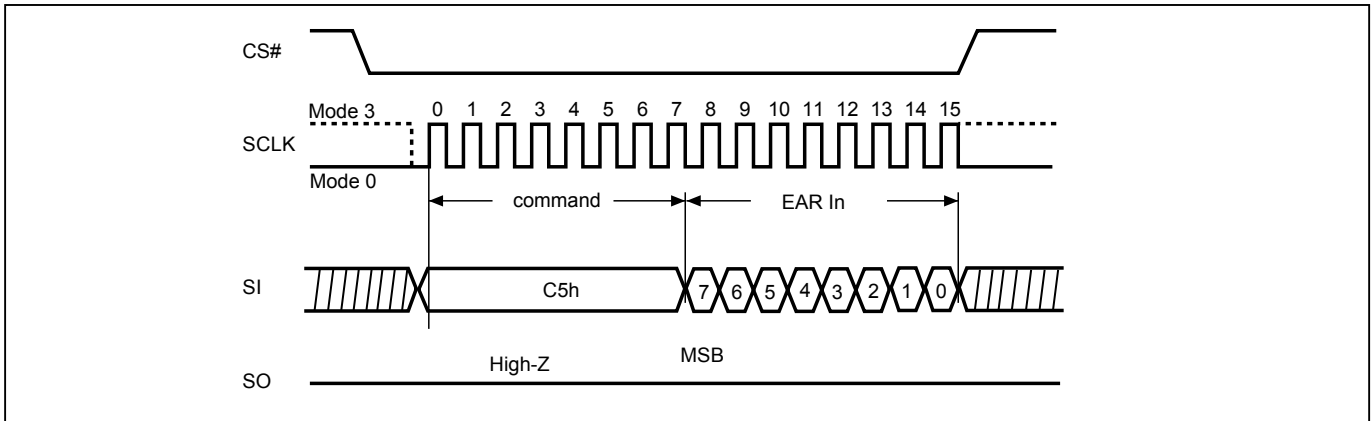 CS#
Mode 3
0 1 2 3 4 5 6 7 8 9 10 11 12 13 14 15
SCLK
Mode 0
command
EAR In
SI
C5h
7 6 5 4 3 2 1 0
High-Z
MSB
SO